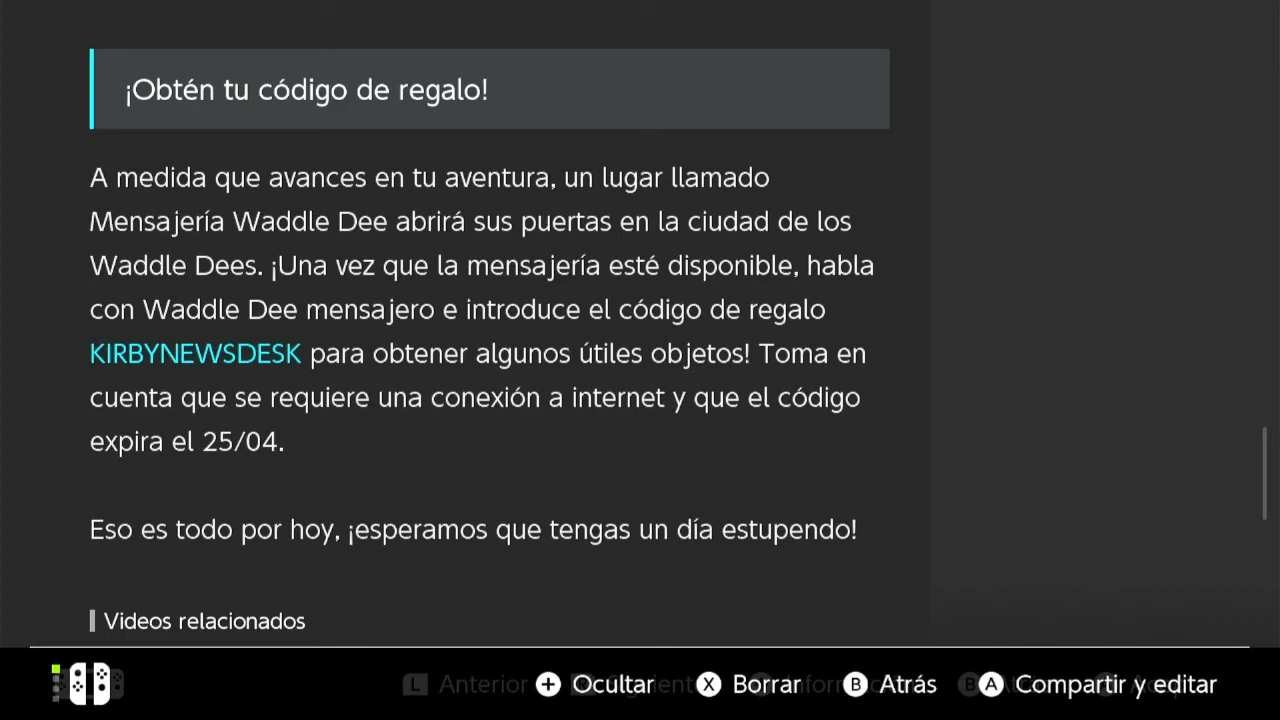 ¡Obtén tu código de regalo!
A medida que avances en tu aventura, un lugar llamado
Mensajería Waddle Dee abrirá sus puertas en la ciudad de los
Waddle Dees. ¡Una vez que la mensajería esté disponible, habla
con Waddle Dee mensajero e introduce el código de regalo
KIRBYNEWSDESK para obtener algunos útiles objetos! Toma en
cuenta que se requiere una conexión a internet y que el código
expira el 25/04.
Eso es todo por hoy, ¡esperamos que tengas un día estupendo!
Videos relacionados
L Anterior + Ocultar X Borrar B Atrás A Compartir y editar